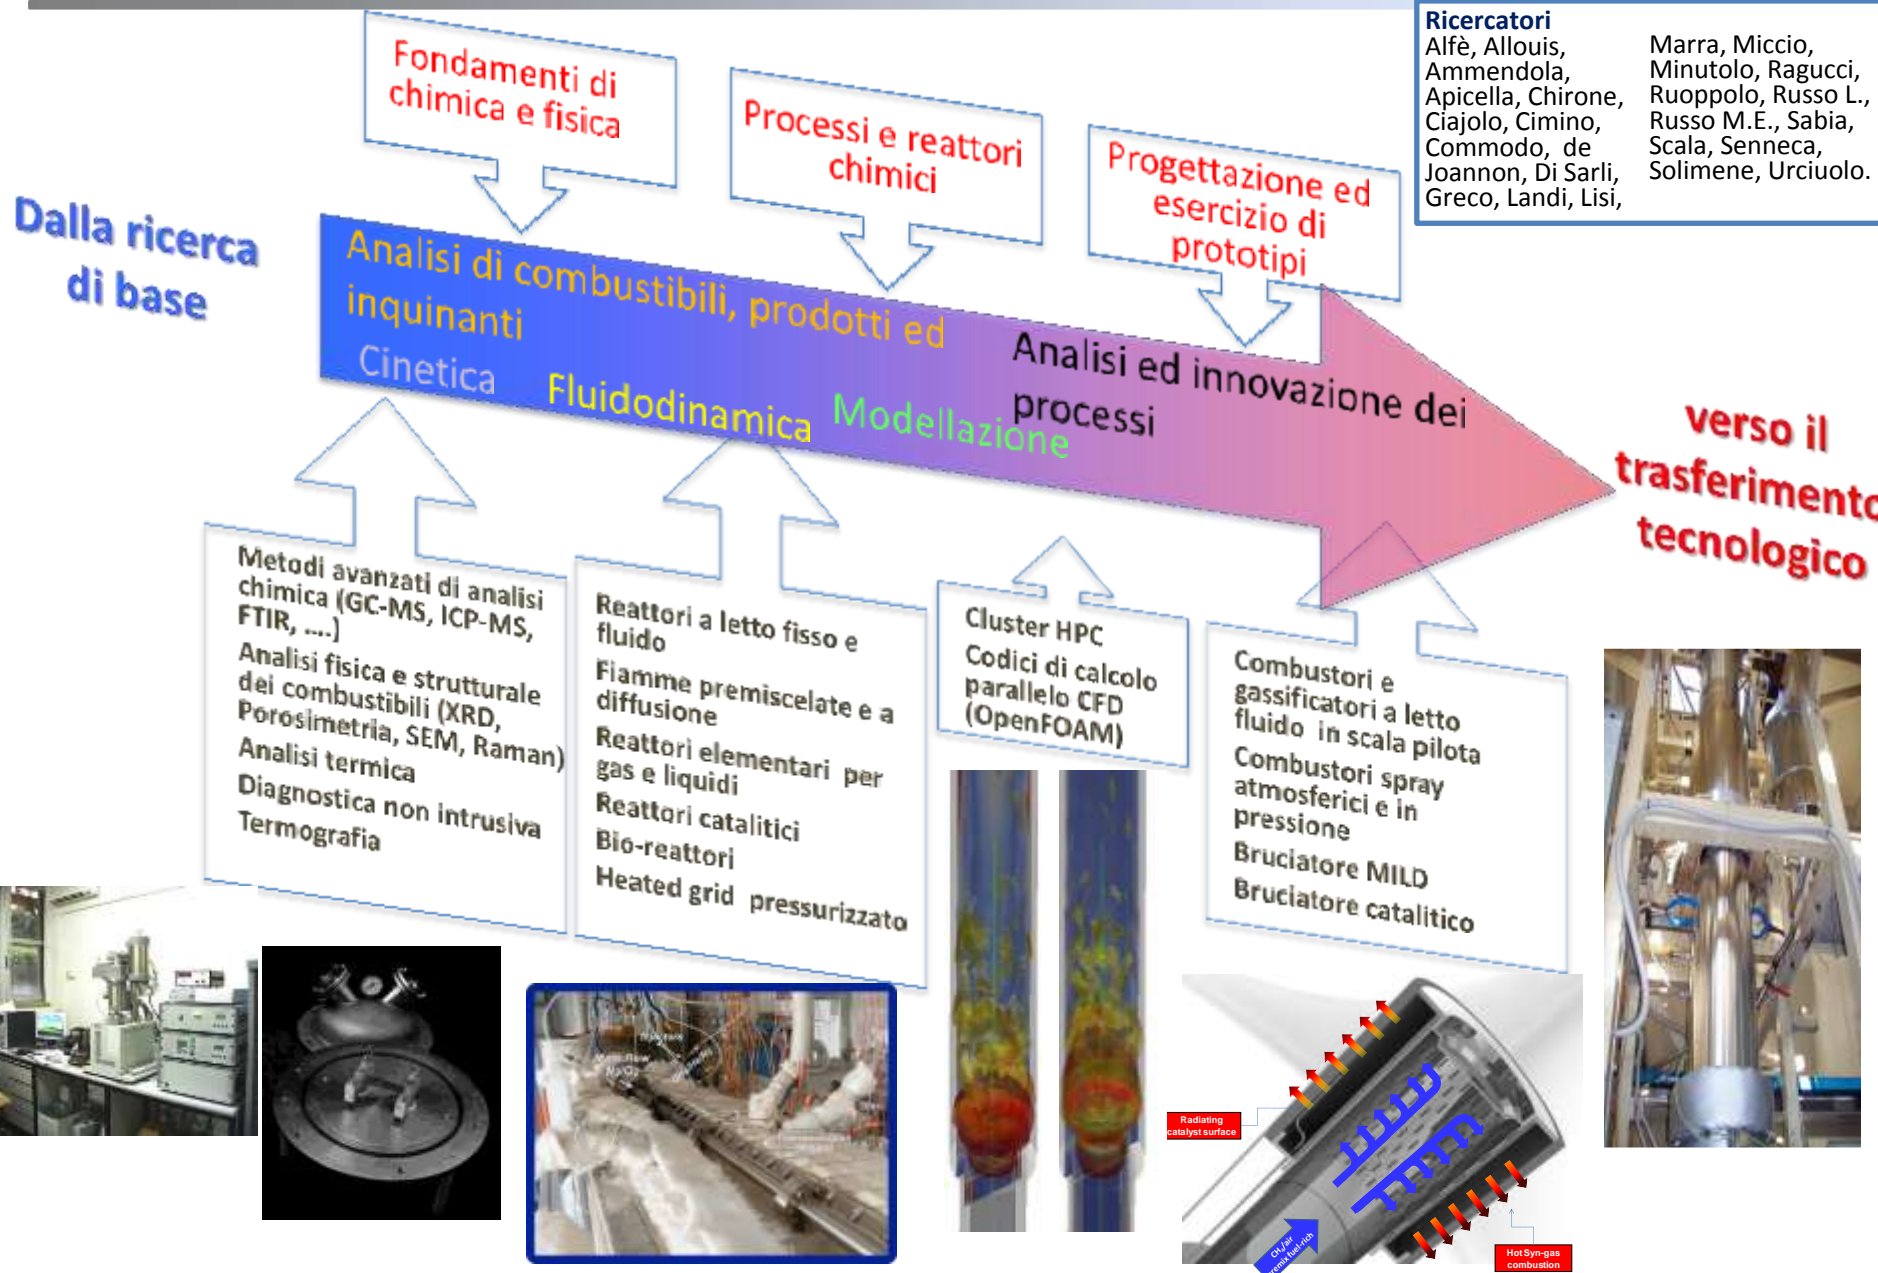 Ricercatori
Alfè, Allouis,
Ammendola,
Apicella, Chirone,
Ciajolo, Cimino,
Commodo, de
Joannon, Di Sarli,
Greco, Landi, Lisi,
Marra, Miccio,
Minutolo, Ragucci,
Ruoppolo, Russo L.,
Russo M.E., Sabia,
Scala, Senneca,
Solimene, Urciuolo.
Fondamenti di
chimica e fisica
Processi e reattori
chimici
Progettazione ed
esercizio di
prototipi
Dalla ricerca
di base
Analisi di combustibili, prodotti ed
inquinanti
Cinetica
Fluidodinamica
Modellazione
Analisi ed innovazione dei
processi
verso il
trasferimento
tecnologico
Metodi avanzati di analisi
chimica (GC-MS, ICP-MS,
FTIR, ....)
Analisi fisica e strutturale
dei combustibili (XRD,
Porosimetria, SEM, Raman)
Analisi termica
Diagnostica non intrusiva
Termografia
Reattori a letto fisso e
fluido
Fiamme premiscelate e a
diffusione
Reattori elementari per
gas e liquidi
Reattori catalitici
Bio-reattori
Heated grid pressurizzato
Cluster HPC
Codici di calcolo
parallelo CFD
(OpenFOAM)
Combustori e
gassificatori a letto
fluido in scala pilota
Combustori spray
atmosferici e in
pressione
Bruciatore MILD
Bruciatore catalitico
Radiating
catalyst surface
CH4/air
premix fuel-rich
Hot Syn-gas
combustion